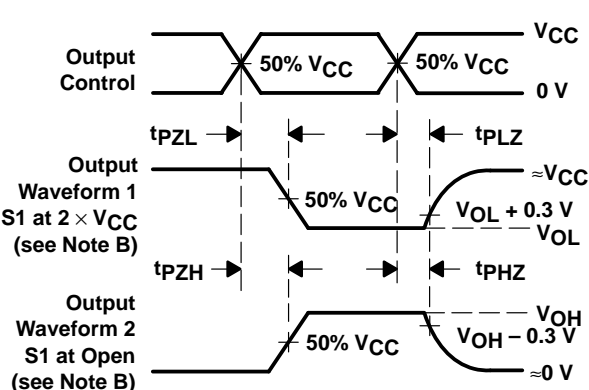 Output
Control
50% VCC
50% VCC
VCC
0 V
tPZL
tPLZ
Output
Waveform 1
S1 at 2 × VCC
(see Note B)
50% VCC
≈VCC
VOL + 0.3 V
VOL
tPZH
tPHZ
Output
Waveform 2
S1 at Open
(see Note B)
50% VCC
VOH
VOH – 0.3 V
≈0 V